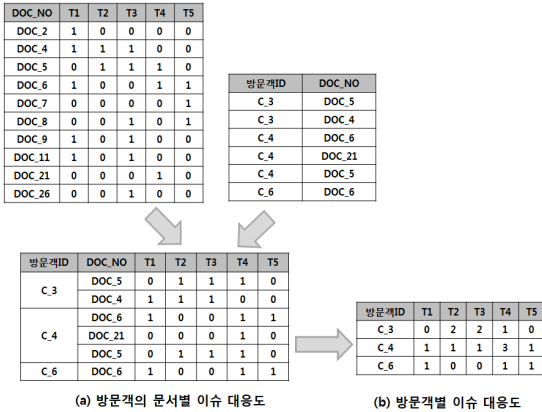 DOC_NO T1 T2 T3 T4 T5
DOC_2 1 0 0 0 0
DOC_4 1 1 1 0 0
DOC_5 0 1 1 1 0
DOC_6 1 0 0 1 1
DOC_7 0 0 0 0 1
DOC_8 0 0 1 0 1
DOC_9 1 0 1 0 0
DOC_11 1 0 1 0 0
DOC_21 0 0 0 1 0
DOC_26 0 0 1 0 0
방문객ID DOC_NO
C_3 DOC_5
C_3 DOC_4
C_4 DOC_6
C_4 DOC_21
C_4 DOC_5
C_6 DOC_6
방문객ID DOC_NO T1 T2 T3 T4 T5
C_3 DOC_5 0 1 1 1 0
DOC_4 1 1 1 0 0
C_4 DOC_6 1 0 0 1 1
DOC_21 0 0 0 1 0
DOC_5 0 1 1 1 0
C_6 DOC_6 1 0 0 1 1
방문객ID T1 T2 T3 T4 T5
C_3 0 2 2 1 0
C_4 1 1 1 3 1
C_6 1 0 0 1 1
(a) 방문객의 문서별 이슈 대응도
(b) 방문객별 이슈 대응도